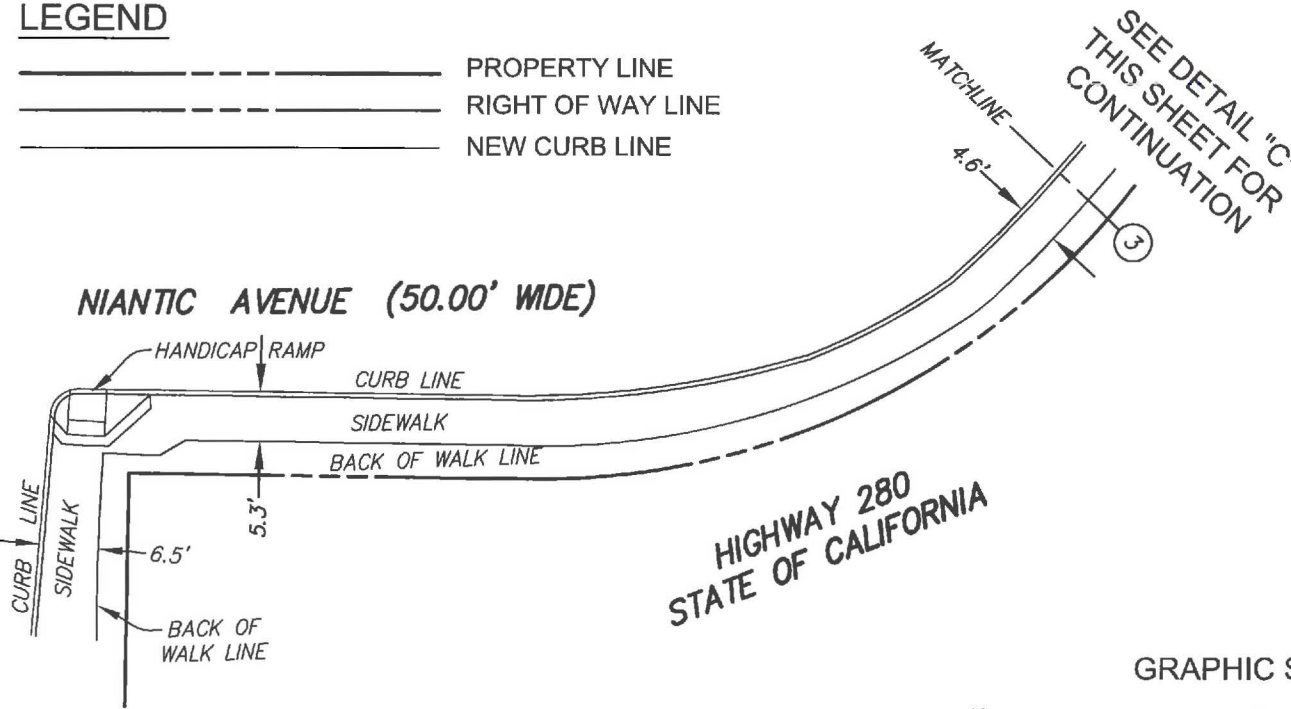 LEGEND
PROPERTY LINE
RIGHT OF WAY LINE
NEW CURB LINE
MATCHLINE
SEE DETAIL "C"
THIS SHEET FOR
CONTINUATION
4.6'
3
NIANTIC AVENUE (50.00' WIDE)
HANDICAP RAMP
CURB LINE
SIDEWALK
BACK OF WALK LINE
5.3'
CURB LINE
SIDEWALK
6.5'
BACK OF
WALK LINE
HIGHWAY 280
STATE OF CALIFORNIA
GRAPHIC